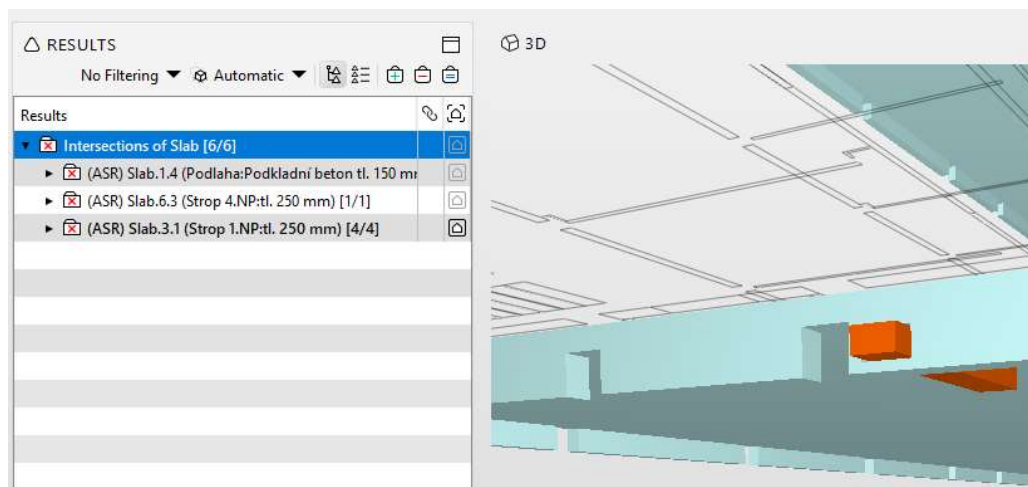 RESULTS
No Filtering Automatic
Results
Intersections of Slab [6/6]
(ASR) Slab.1.4 (Podlaha:Podkladní beton tl. 150 mr
(ASR) Slab.6.3 (Strop 4.NP:tl. 250 mm) [1/1]
(ASR) Slab.3.1 (Strop 1.NP:tl. 250 mm) [4/4]
3D